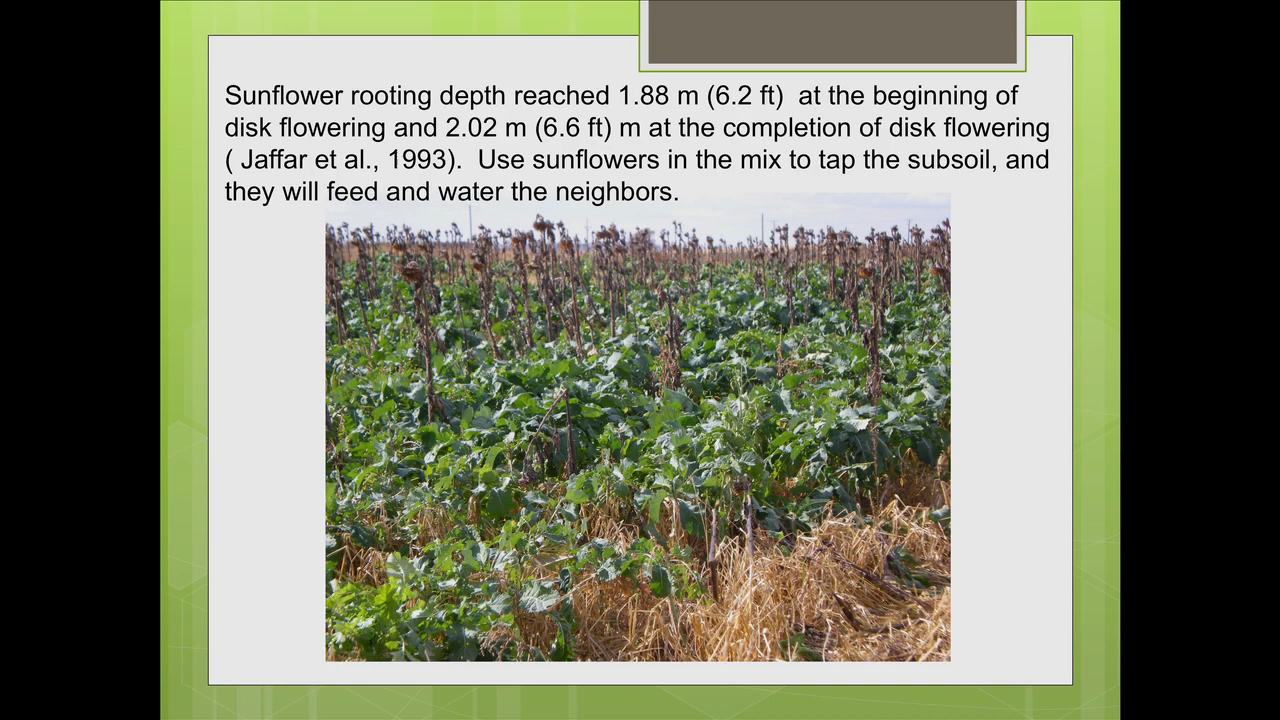 Sunflower rooting depth reached 1.88 m (6.2 ft)  at the beginning of
disk flowering and 2.02 m (6.6 ft) m at the completion of disk flowering
( Jaffar et al., 1993).  Use sunflowers in the mix to tap the subsoil, and
they will feed and water the neighbors.